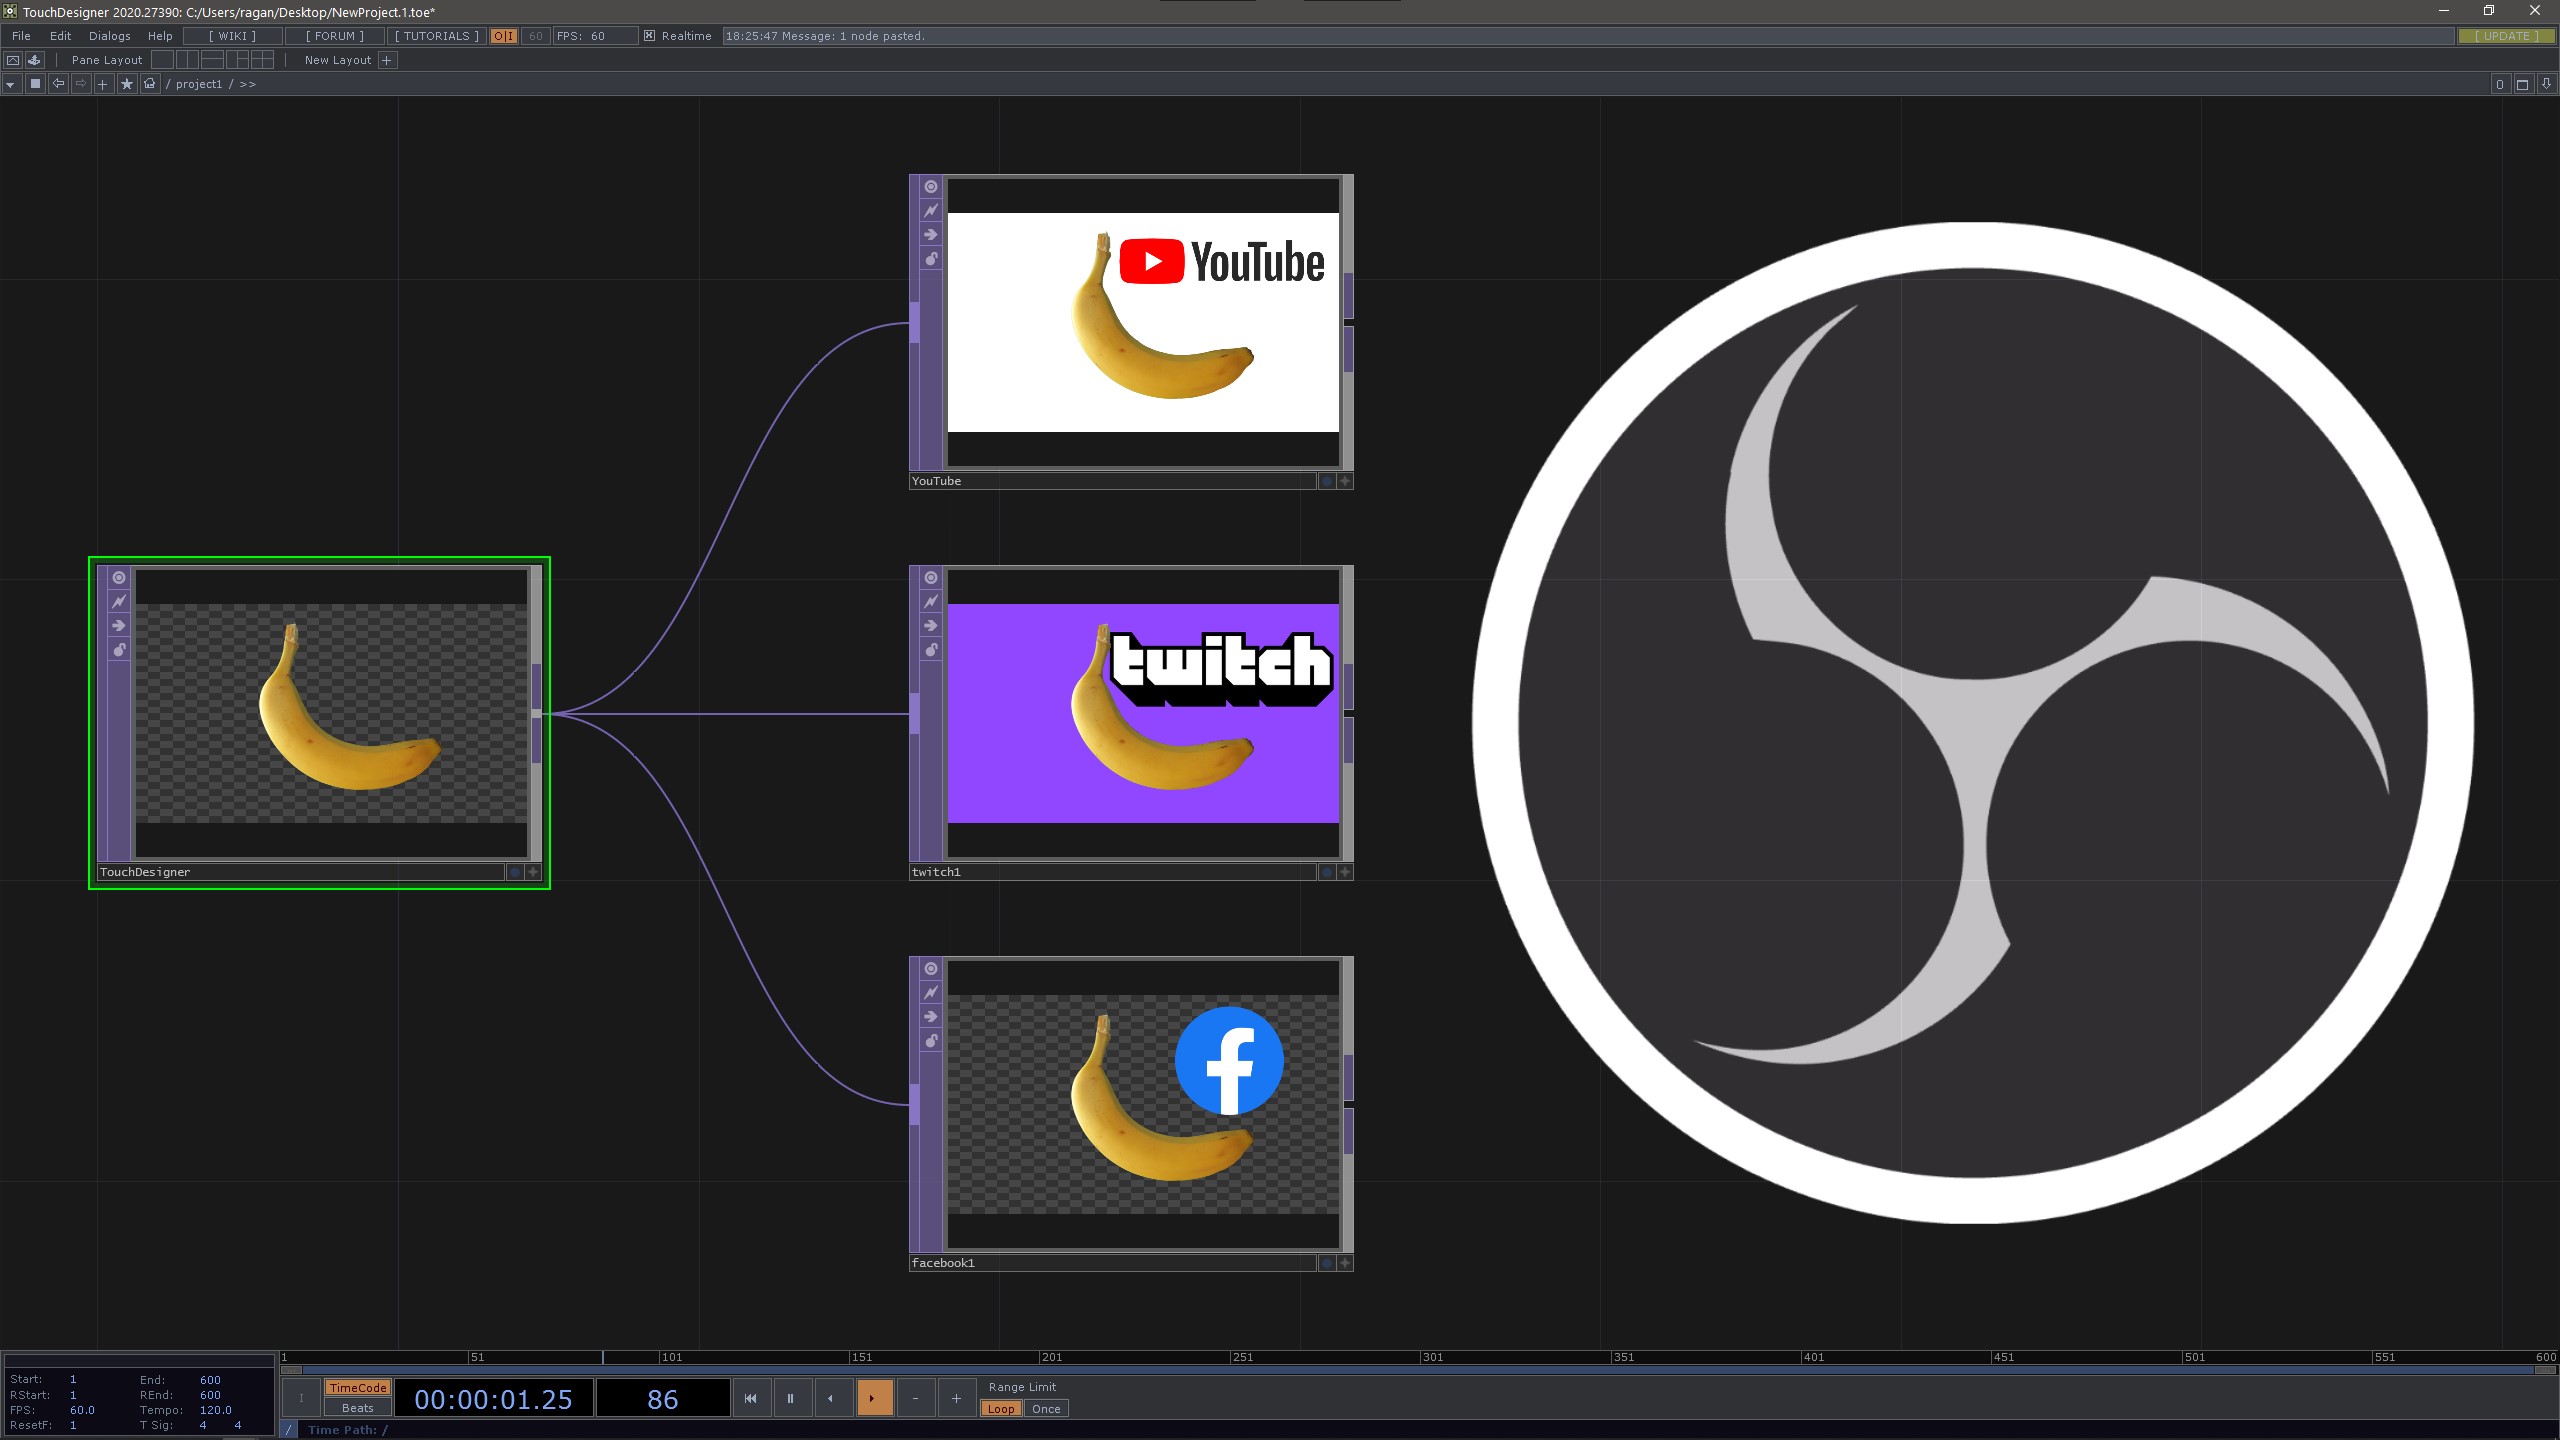 TouchDesigner 2020.27390: C:/Users/ragan/Desktop/NewProject.1.toe*
File Edit Dialogs Help [ WIKI ] [ FORUM ] [ TUTORIALS ] O|I 60 FPS: 60 Realtime 18:25:47 Message: 1 node pasted. [ UPDATE ]
Pane Layout New Layout +
/ project1 / >> 0
YouTube
YouTube
twitch
TouchDesigner
twitch1
f
facebook1
1 51 101 151 201 251 301 351 401 451 501 551 600
Start: 1 End: 600
RStart: 1 REnd: 600
FPS: 60.0 Tempo: 120.0
ResetF: 1 T Sig: 4 4
I TimeCode
Beats
00:00:01.25 86 - +
Range Limit
Loop Once
/ Time Path: /